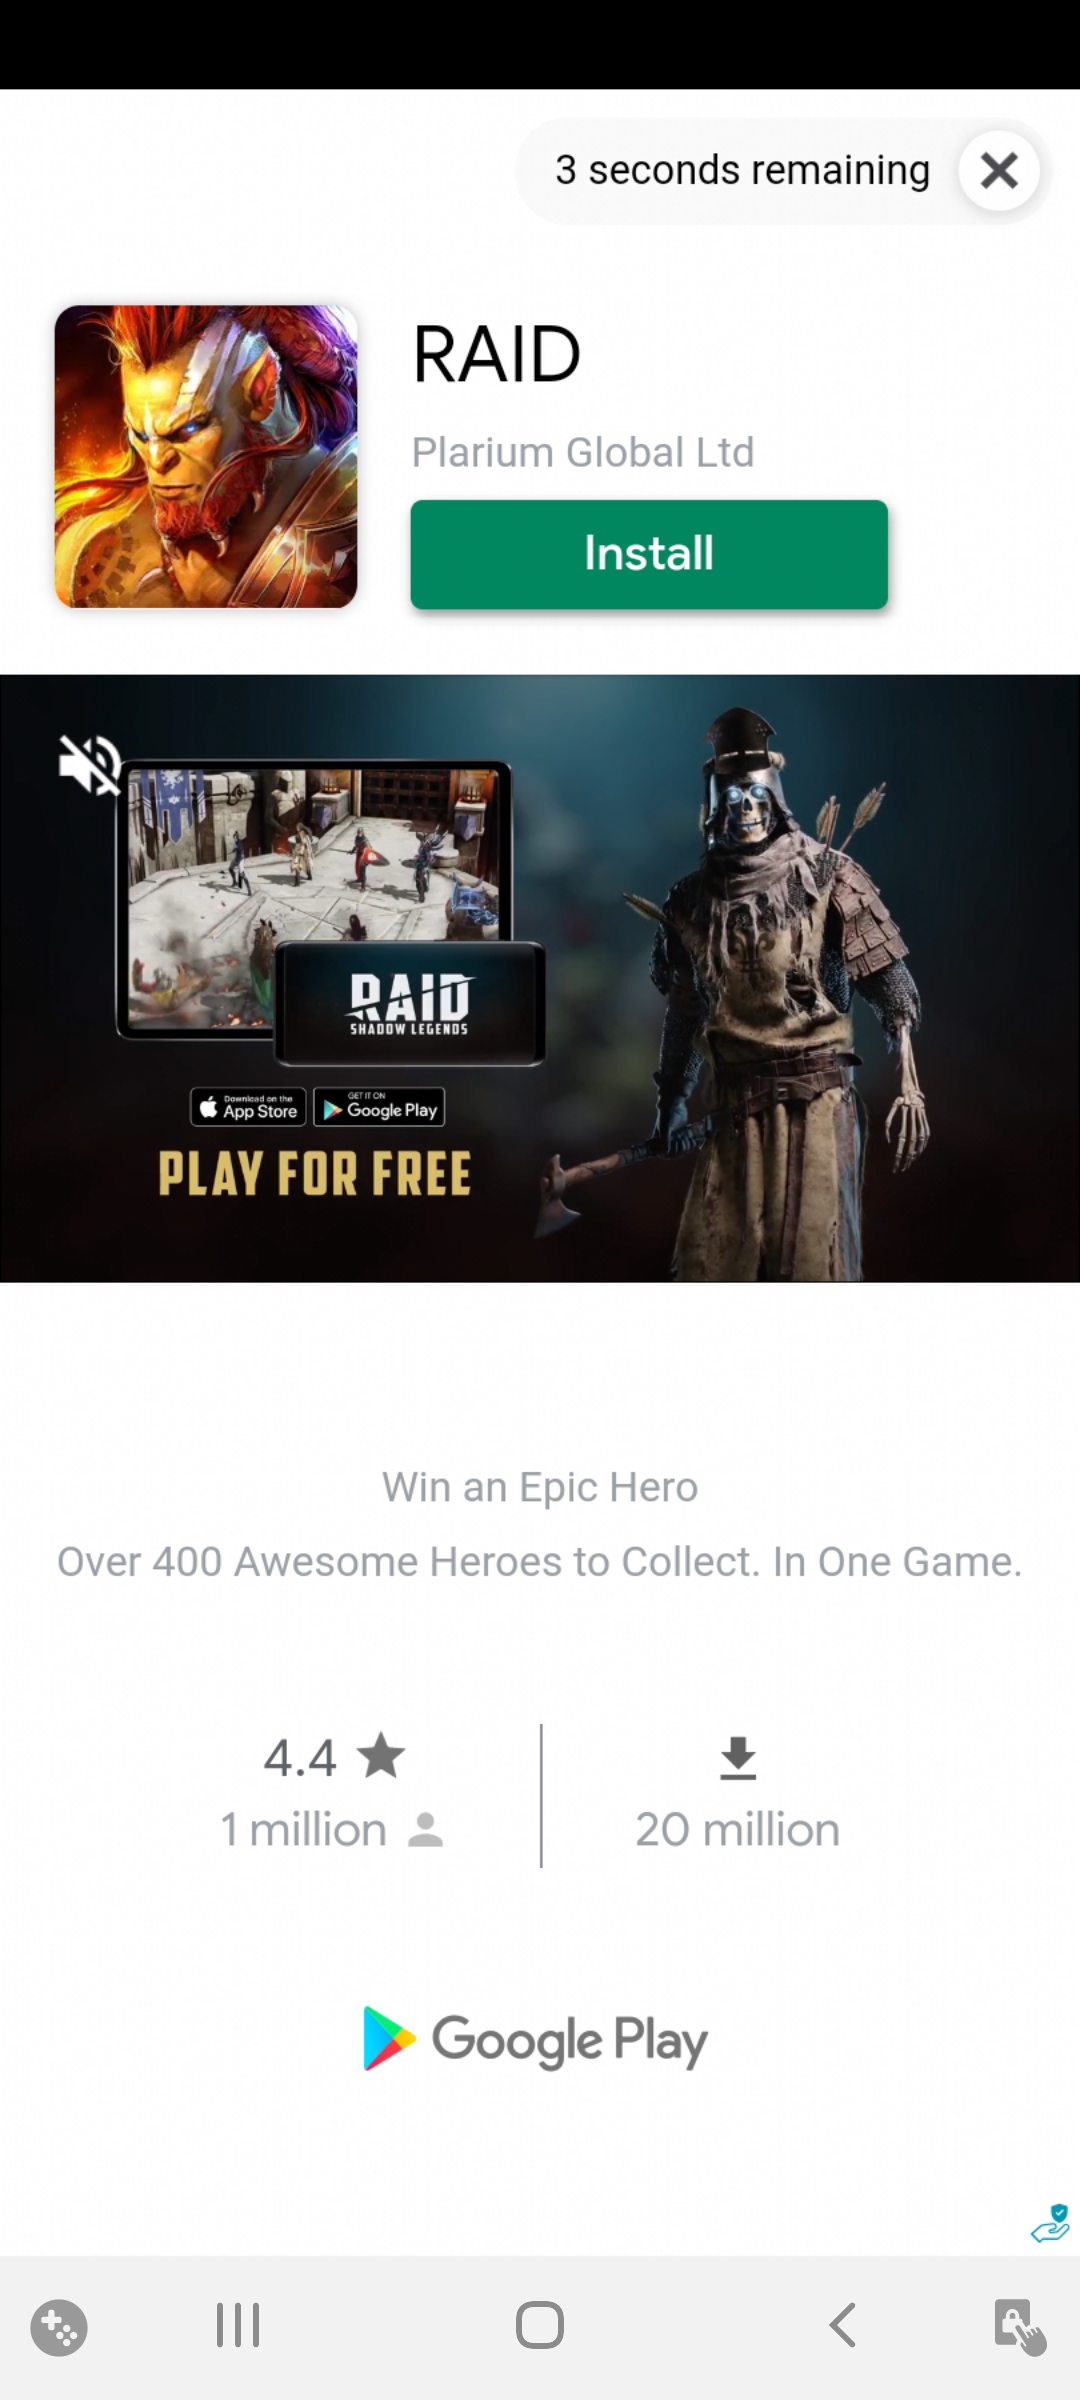 3 seconds remaining
RAID
Plarium Global Ltd
Install
RAID
SHADOW LEGENDS
Download on the
App Store
GET IT ON
Google Play
PLAY FOR FREE
Win an Epic Hero
Over 400 Awesome Heroes to Collect. In One Game.
4.4
1 million
20 million
Google Play